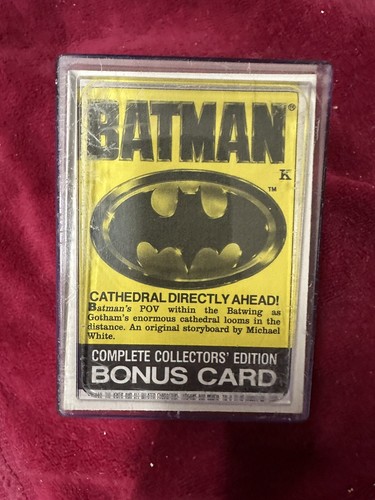 BATMAN®
K
™
CATHEDRAL DIRECTLY AHEAD!
Batman's POV within the Batwing as
Gotham's enormous cathedral looms in the
distance. An original storyboard by Michael
White.
COMPLETE COLLECTORS' EDITION
BONUS CARD